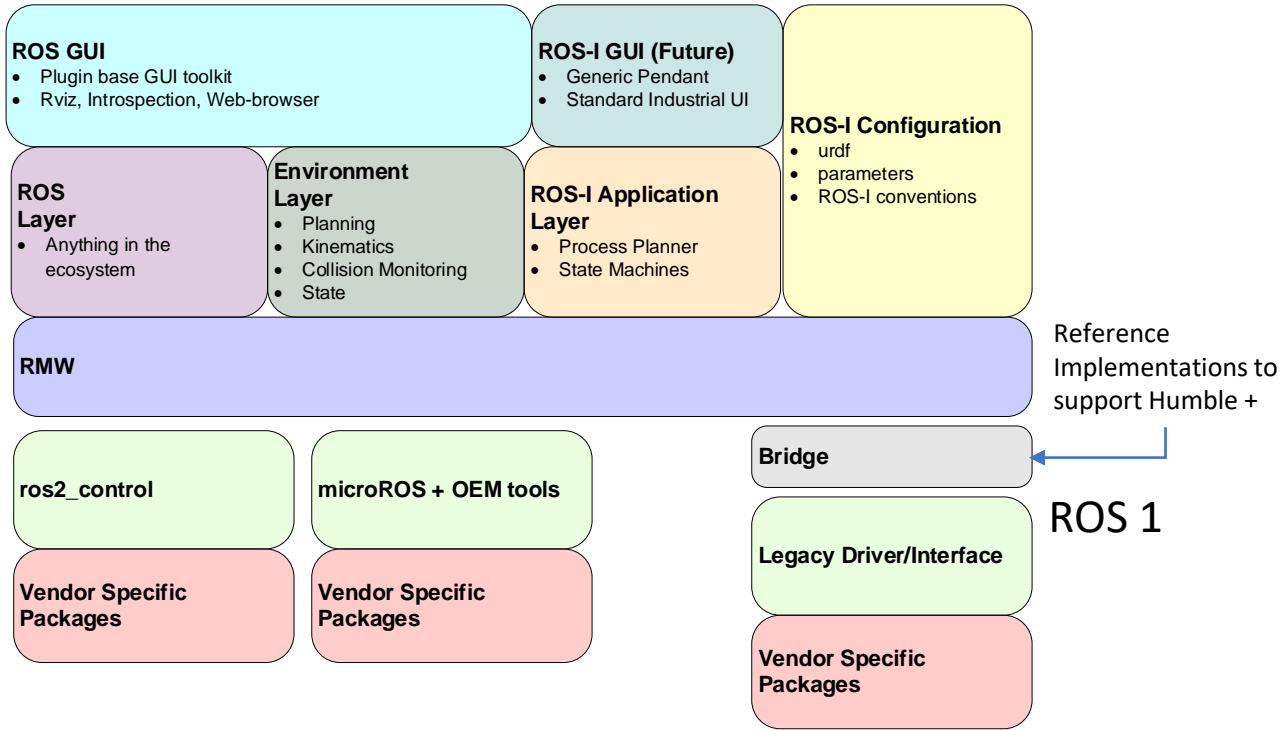 ROS GUI
• Plugin base GUI toolkit
• Rviz, Introspection, Web-browser
ROS-I GUI (Future)
• Generic Pendant
• Standard Industrial UI
ROS-I Configuration
• urdf
• parameters
• ROS-I conventions
ROS
Layer
• Anything in the
ecosystem
Environment
Layer
• Planning
• Kinematics
• Collision Monitoring
• State
ROS-I Application
Layer
• Process Planner
• State Machines
RMW
Reference
Implementations to
support Humble +
ros2_control
microROS + OEM tools
Bridge
ROS 1
Legacy Driver/Interface
Vendor Specific
Packages
Vendor Specific
Packages
Vendor Specific
Packages